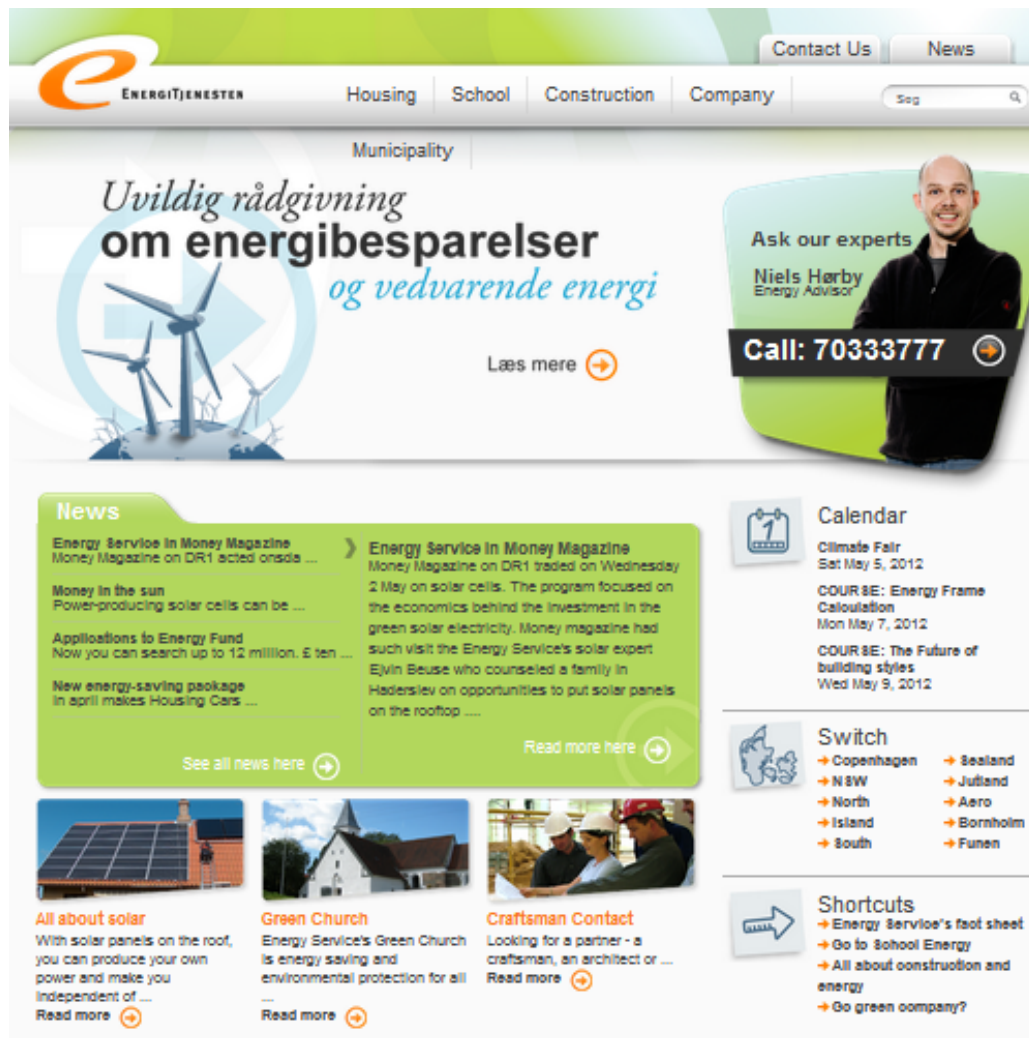 Contact Us
News
ENERGITJENESTEN
Housing
School
Construction
Company
Søg
Municipality
Uvildig rådgivning
om energibesparelser
og vedvarende energi
Læs mere
Ask our experts
Niels Hørby
Energy Advisor
Call: 70333777
News
Energy Service in Money Magazine
Money Magazine on DR1 acted onsda ...
Money in the sun
Power-producing solar cells can be ...
Applications to Energy Fund
Now you can search up to 12 million. £ ten ...
New energy-saving package
In april makes Housing Cars ...
See all news here
Energy Service in Money Magazine
Money Magazine on DR1 traded on Wednesday
2 May on solar cells. The program focused on
the economics behind the investment in the
green solar electricity. Money magazine had
such visit the Energy Service's solar expert
Ejvin Beuse who counseled a family in
Haderslev on opportunities to put solar panels
on the rooftop ....
Read more here
Calendar
Climate Fair
Sat May 5, 2012
COURSE: Energy Frame
Calculation
Mon May 7, 2012
COURSE: The Future of
building styles
Wed May 9, 2012
Switch
Copenhagen
Sealand
NSW
Jutland
North
Aero
Island
Bornholm
South
Funen
Shortcuts
Energy Service's fact sheet
Go to School Energy
All about construction and
energy
Go green company?
All about solar
With solar panels on the roof,
you can produce your own
power and make you
independent of ...
Read more
Green Church
Energy Service's Green Church
is energy saving and
environmental protection for all
...
Read more
Craftsman Contact
Looking for a partner - a
craftsman, an architect or ...
Read more